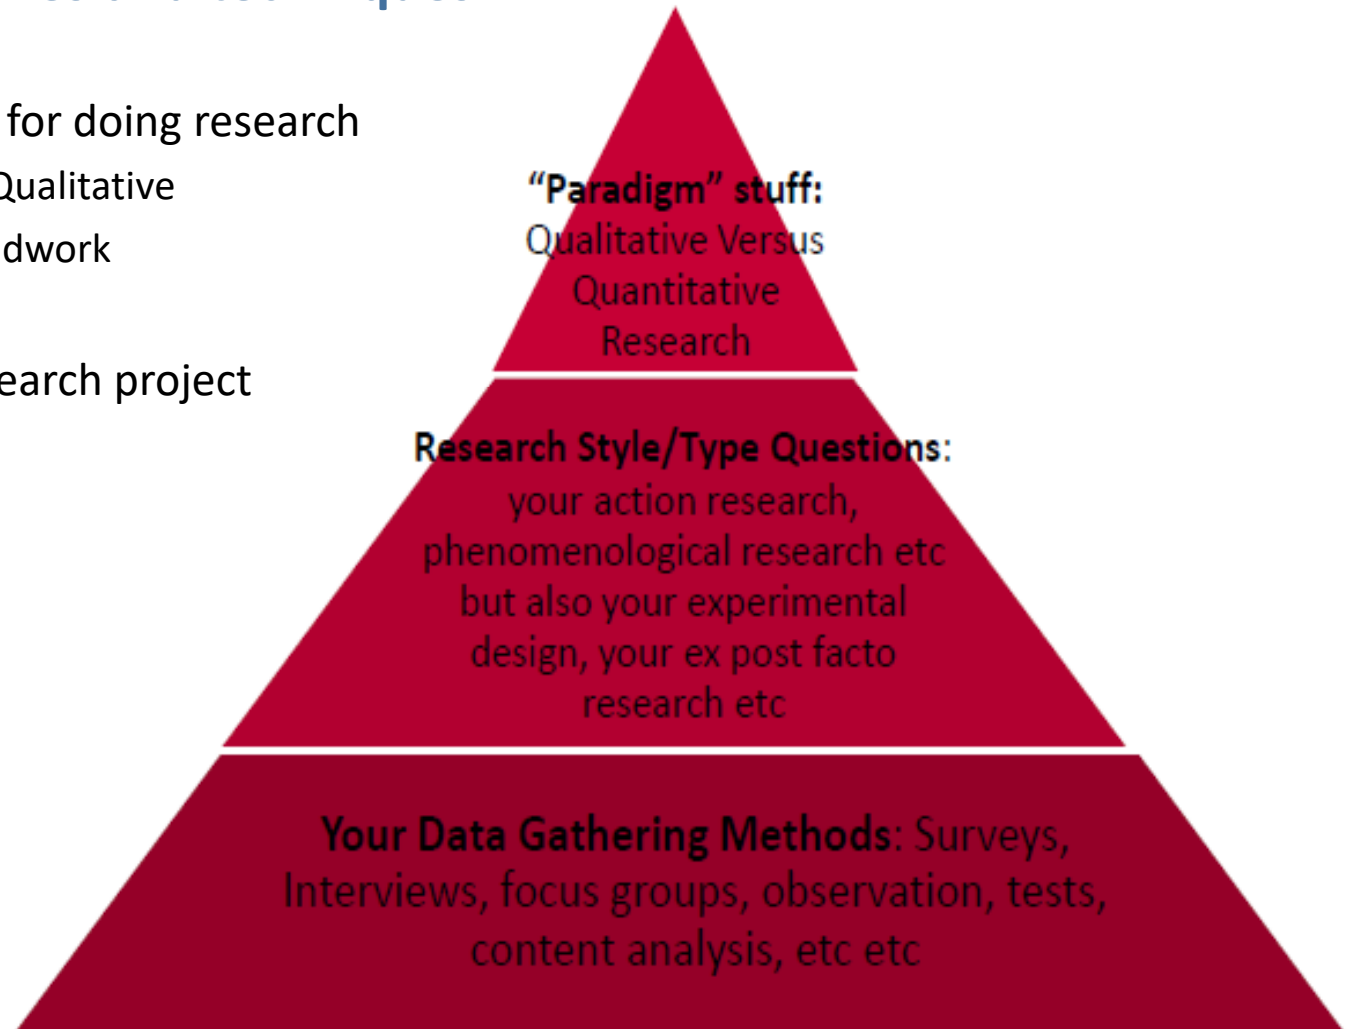 for doing research
Qualitative
dwork
earch project
“Paradigm” stuff:
Qualitative Versus
Quantitative
Research
Research Style/Type Questions:
your action research,
phenomenological research etc
but also your experimental
design, your ex post facto
research etc
Your Data Gathering Methods: Surveys,
Interviews, focus groups, observation, tests,
content analysis, etc etc